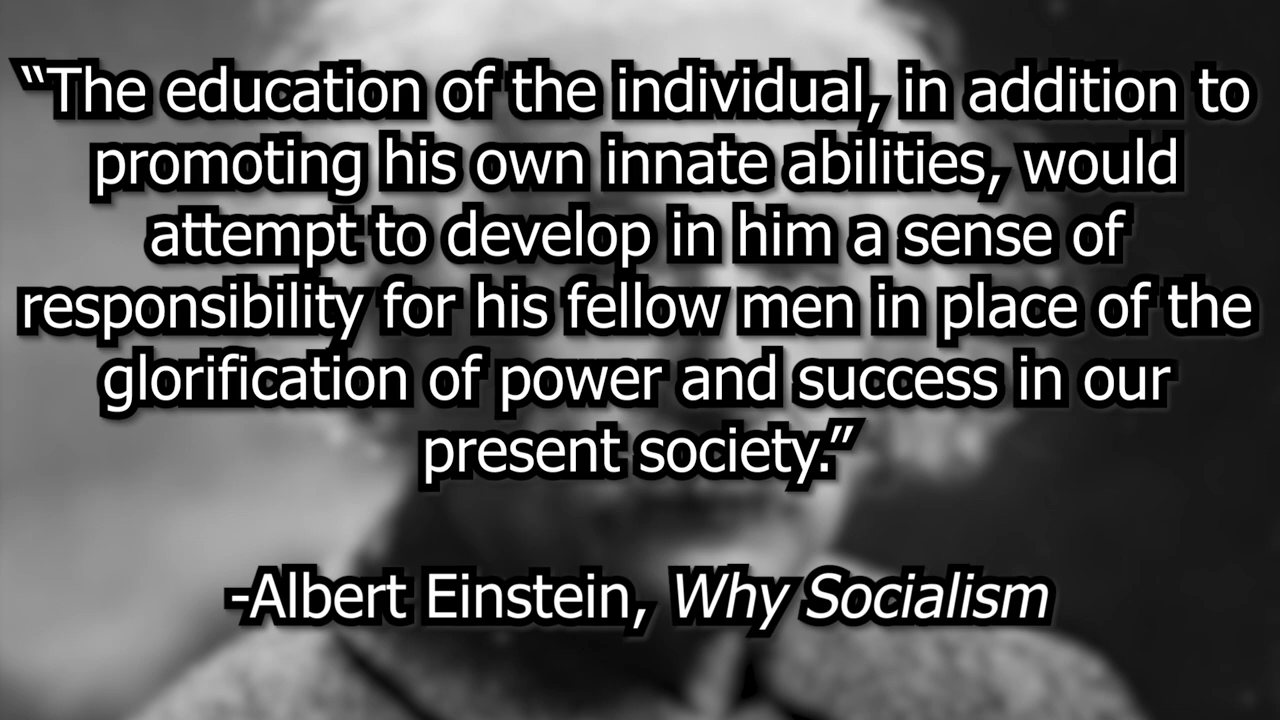 “The education of the individual, in addition to
promoting his own innate abilities, would
attempt to develop in him a sense of
responsibility for his fellow men in place of the
glorification of power and success in our
present society.”
-Albert Einstein, Why Socialism